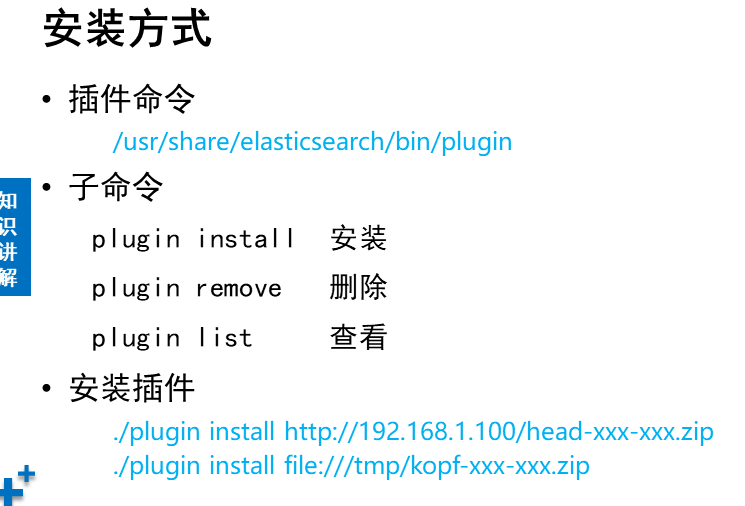 安装方式
• 插件命令
/usr/share/elasticsearch/bin/plugin
• 子命令
知识讲解
plugin install 安装
plugin remove 删除
plugin list 查看
• 安装插件
./plugin install http://192.168.1.100/head-xxx-xxx.zip
./plugin install file:///tmp/kopf-xxx-xxx.zip